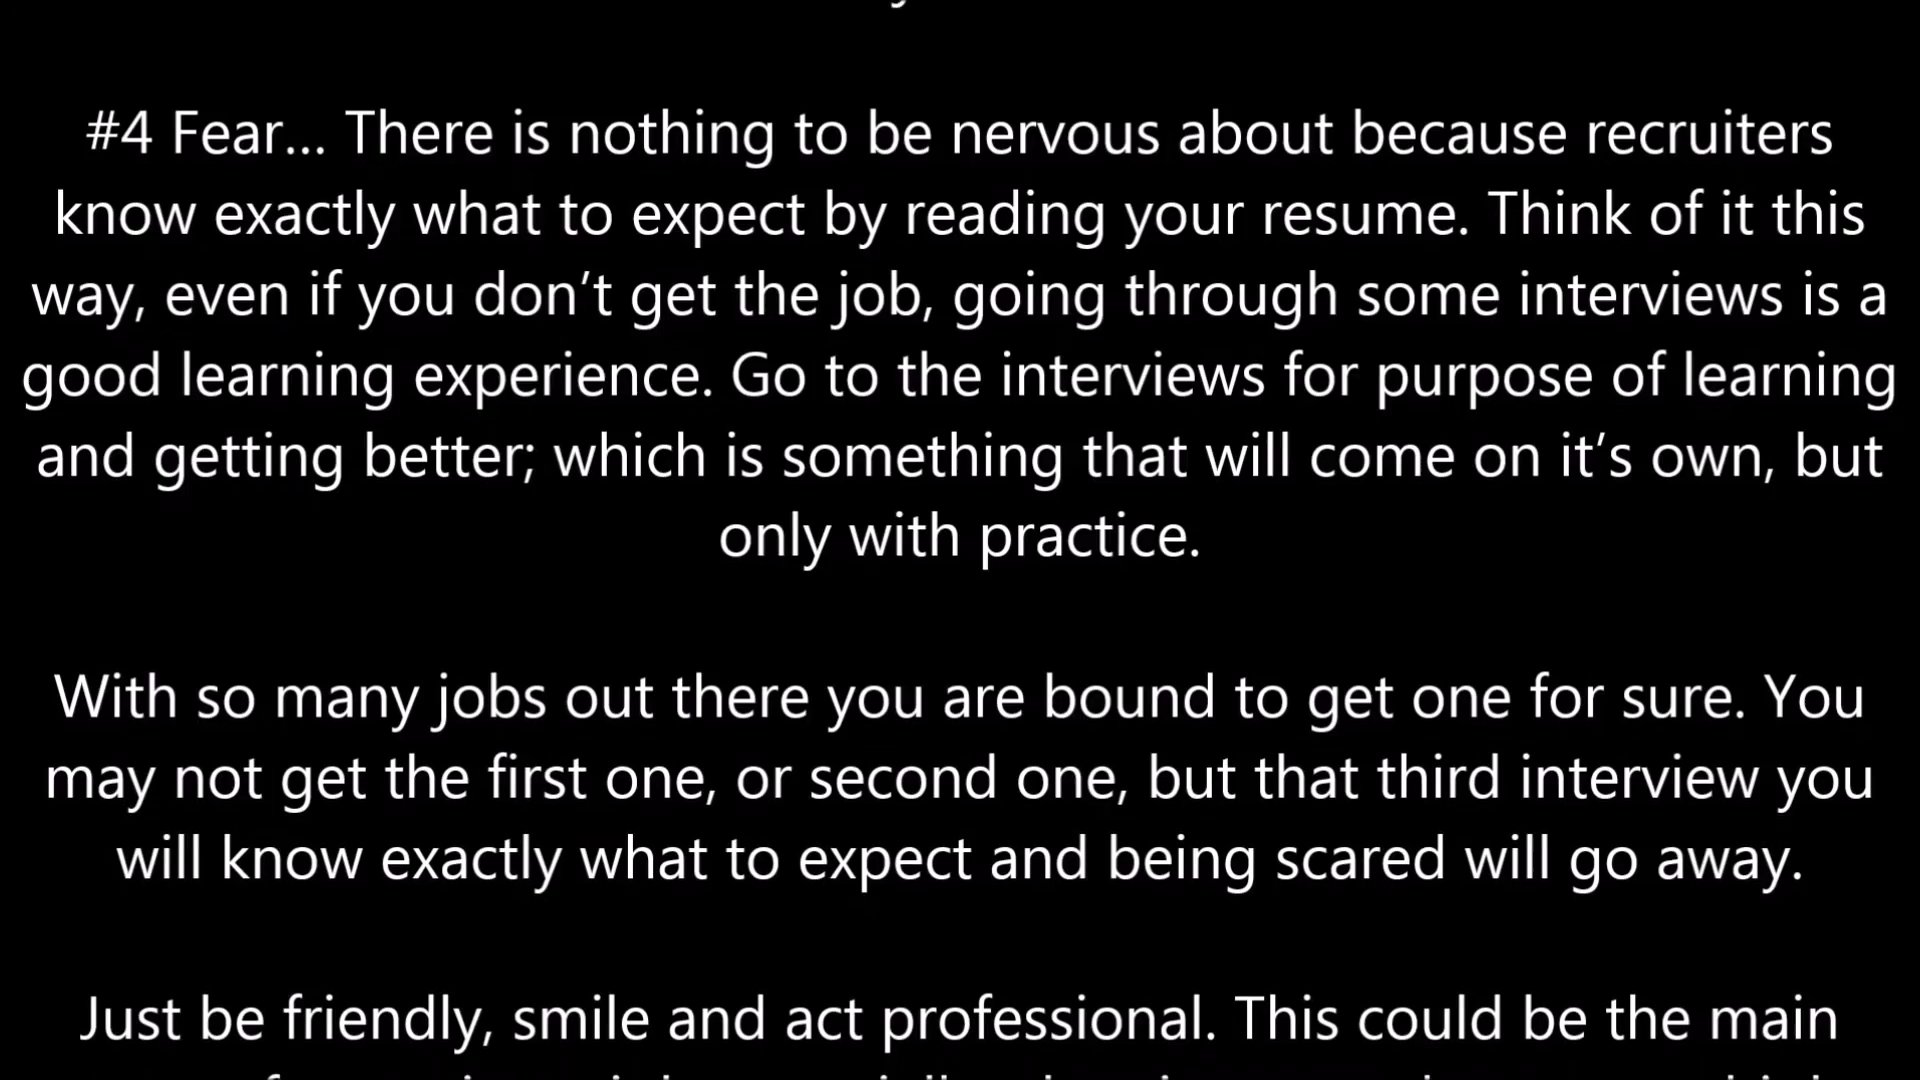 #4 Fear... There is nothing to be nervous about because recruiters
know exactly what to expect by reading your resume. Think of it this
way, even if you don’t get the job, going through some interviews is a
good learning experience. Go to the interviews for purpose of learning
and getting better; which is something that will come on it’s own, but
only with practice.
With so many jobs out there you are bound to get one for sure. You
may not get the first one, or second one, but that third interview you
will know exactly what to expect and being scared will go away.
Just be friendly, smile and act professional. This could be the main